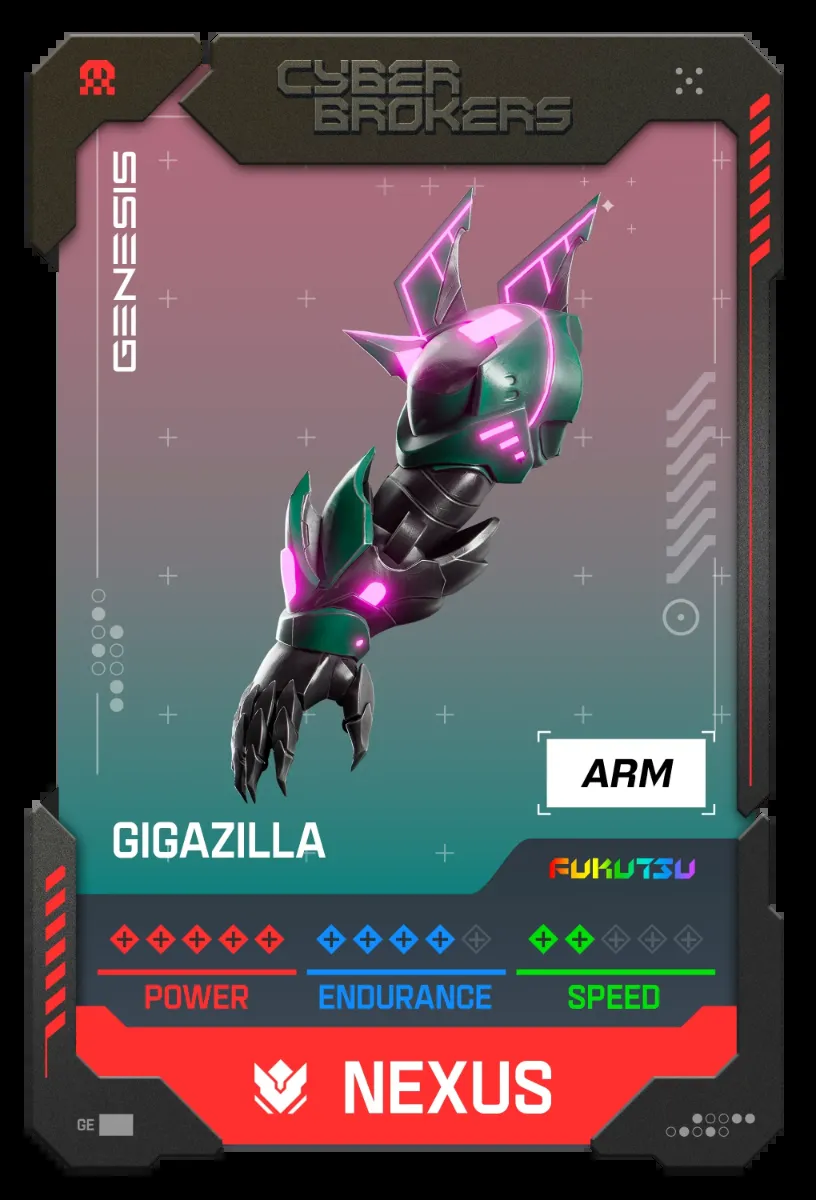 CYBER
BROKERS
GENESIS
ARM
GIGAZILLA
FUKUTSU
POWER
ENDURANCE
SPEED
NEXUS
GE